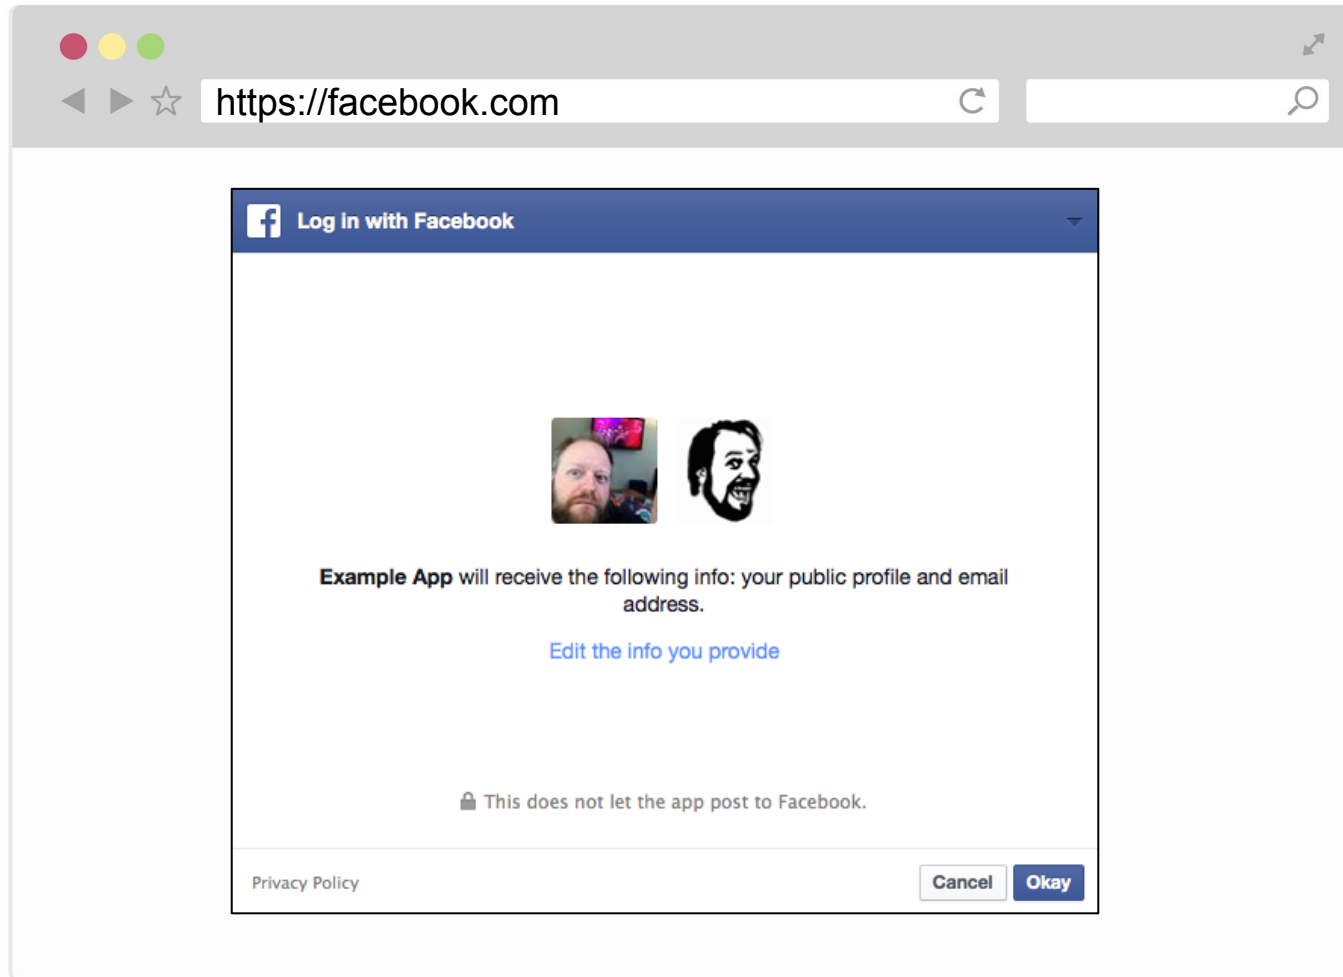 https://facebook.com
Log in with Facebook
Example App will receive the following info: your public profile and email
address.
Edit the info you provide
This does not let the app post to Facebook.
Privacy Policy
Cancel
Okay